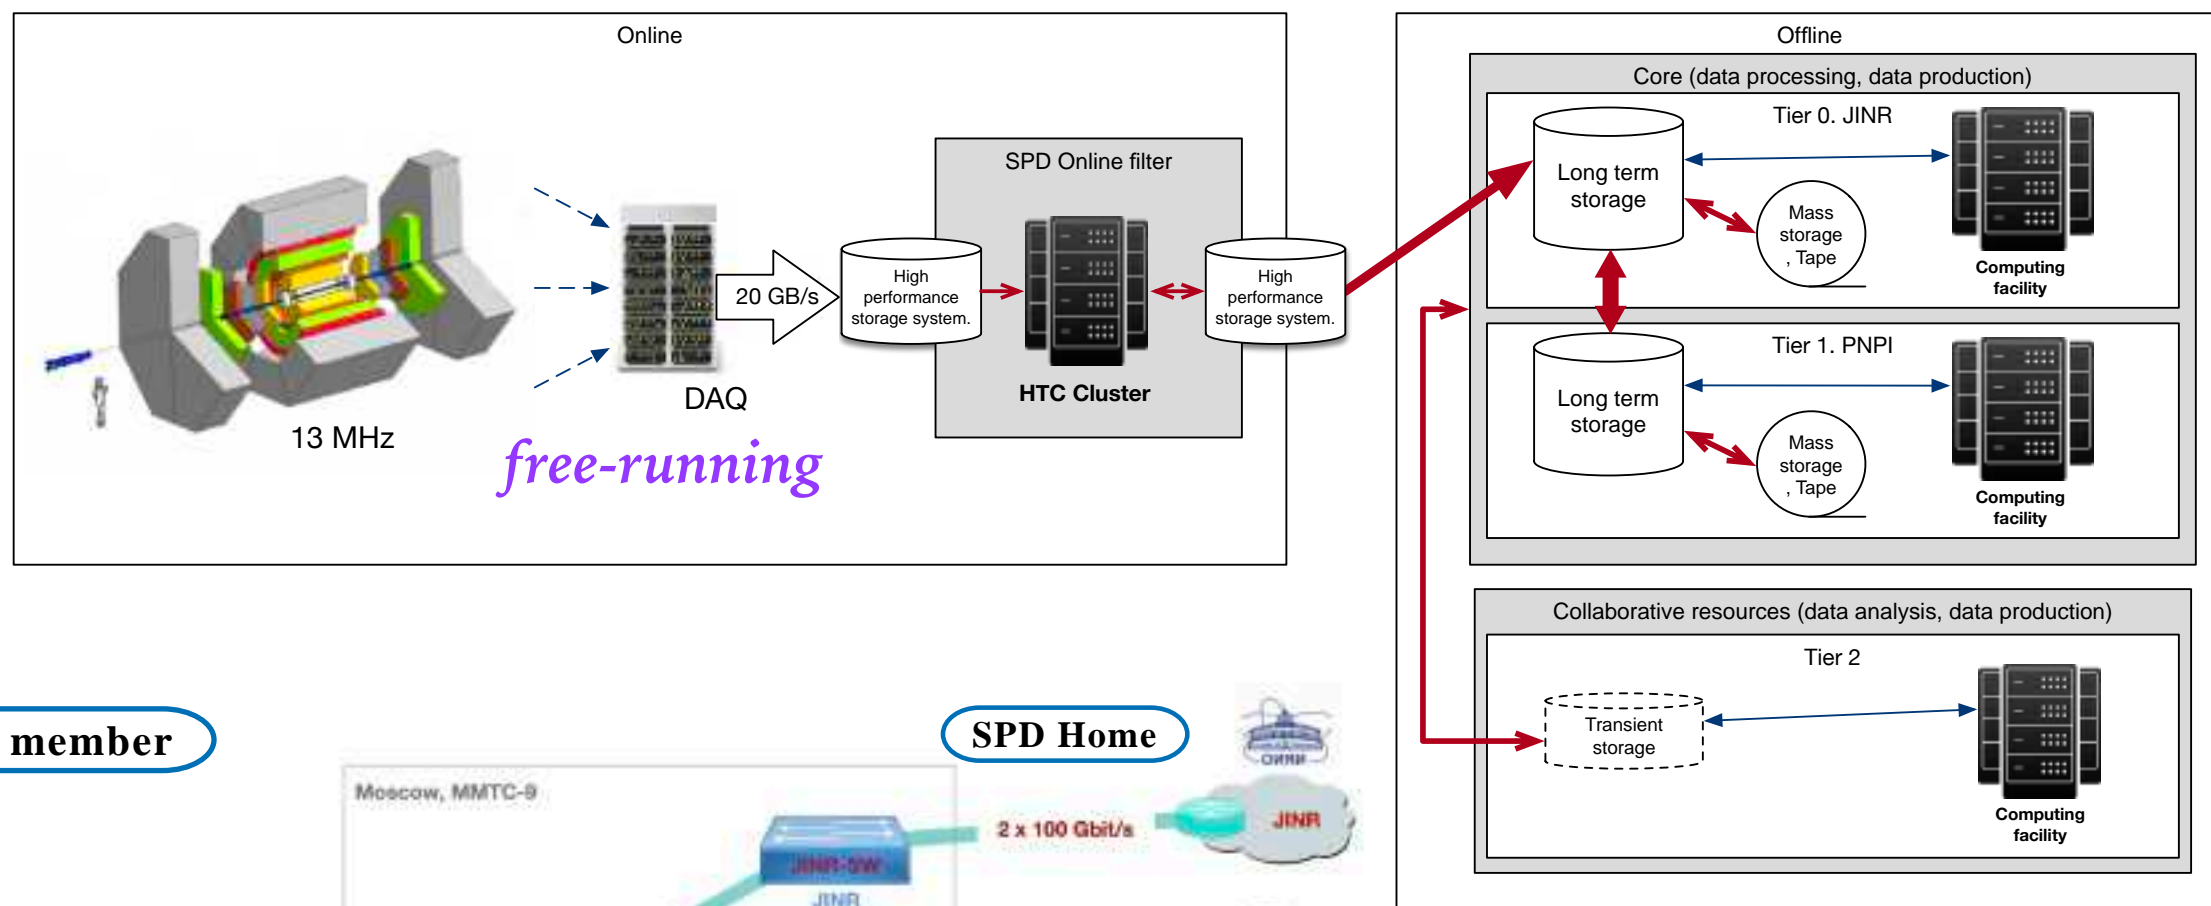 Online
13 MHz
DAQ
free-running
20 GB/s
High
performance
storage system.
SPD Online filter
HTC Cluster
High
performance
storage system.
Offline
Core (data processing, data production)
Tier 0. JINR
Long term
storage
Mass
storage
, Tape
Computing
facility
Tier 1. PNPI
Long term
storage
Mass
storage
, Tape
Computing
facility
Collaborative resources (data analysis, data production)
Tier 2
Transient
storage
Computing
facility
member
SPD Home
Moscow, MMTC-9
JINR-SW
JINR
2 x 100 Gbit/s
JINR